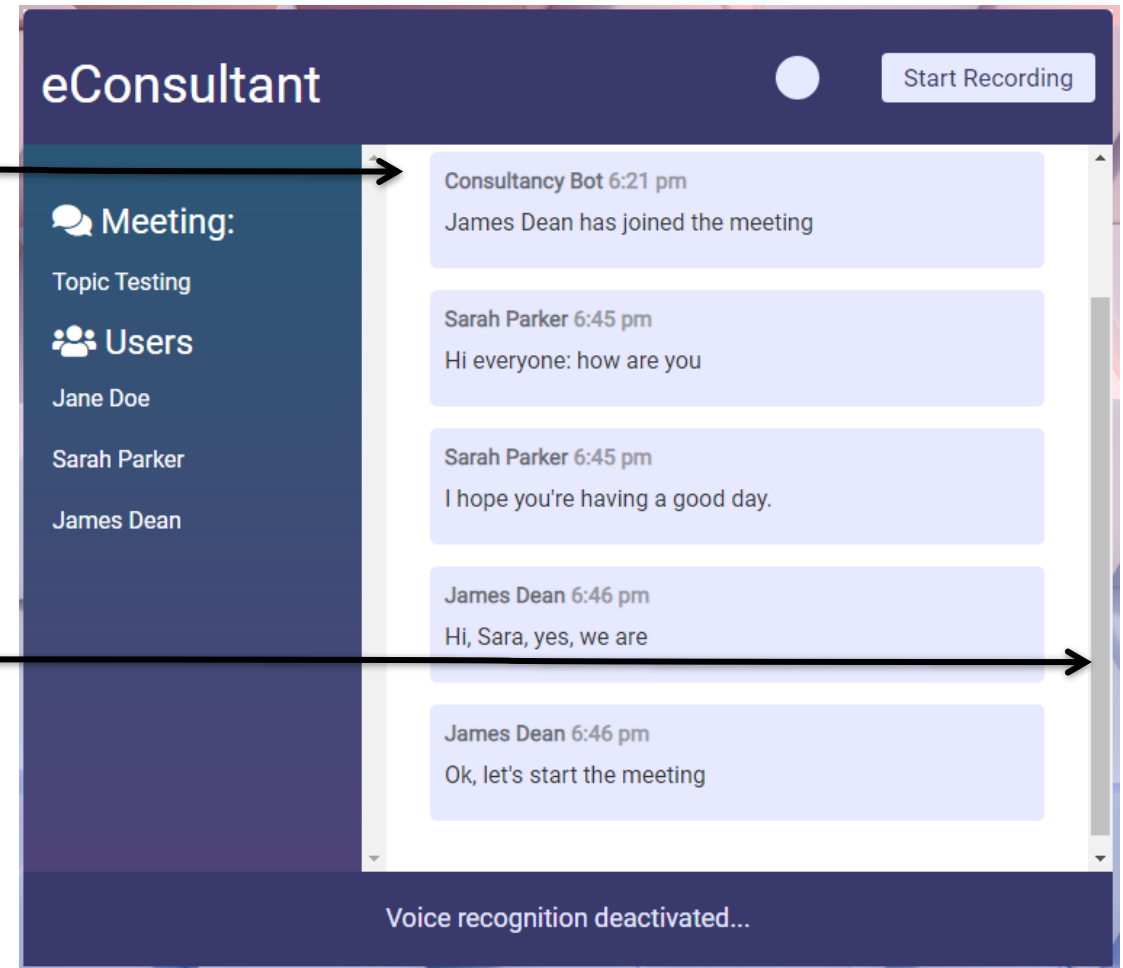 eConsultant
Start Recording
Meeting:
Topic Testing
Users
Jane Doe
Sarah Parker
James Dean
Consultancy Bot 6:21 pm
James Dean has joined the meeting
Sarah Parker 6:45 pm
Hi everyone: how are you
Sarah Parker 6:45 pm
I hope you're having a good day.
James Dean 6:46 pm
Hi, Sara, yes, we are
James Dean 6:46 pm
Ok, let's start the meeting
Voice recognition deactivated...